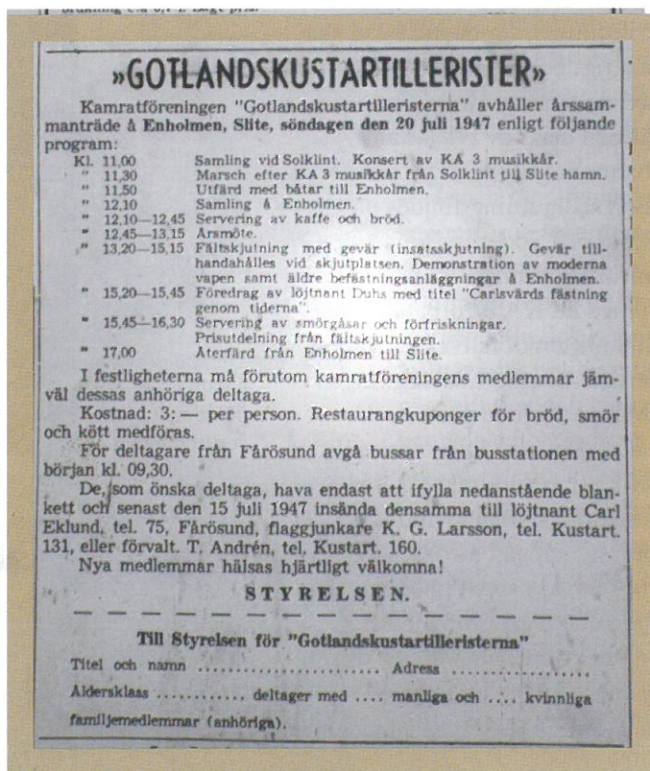 »GOTLANDSKUSTARTILLERISTER»
Kamratföreningen "Gotlandskustartilleristerna" avhåller årssam-
manträde å Enholmen, Slite, söndagen den 20 juli 1947 enligt följande
program:
Kl. 11,00 Samling vid Solklint. Konsert av KA 3 musikkår.
" 11,30 Marsch efter KA 3 musikkår från Solklint till Slite hamn.
" 11,50 Utfärd med båtar till Enholmen.
" 12,10 Samling å Enholmen.
" 12,10—12,45 Servering av kaffe och bröd.
" 12,45—13,15 Årsmöte.
" 13,20—15,15 Fältskjutning med gevär (insatsskjutning). Gevär till-
handahålles vid skjutplatsen. Demonstration av moderna
vapen samt äldre befästningsanläggningar å Enholmen.
" 15,20—15,45 Föredrag av löjtnant Duhs med titel "Carlsvärds fästning
genom tiderna".
" 15,45—16,30 Servering av smörgåsar och förfriskningar.
Prisutdelning från fältskjutningen.
" 17,00 Återfärd från Enholmen till Slite.
I festligheterna må förutom kamratföreningens medlemmar jäm-
väl dessas anhöriga deltaga.
Kostnad: 3: — per person. Restaurangkuponger för bröd, smör
och kött medföras.
För deltagare från Fårösund avgå bussar från busstationen med
början kl. 09,30.
De, som önska deltaga, hava endast att ifylla nedanstående blan-
kett och senast den 15 juli 1947 insända densamma till löjtnant Carl
Eklund, tel. 75, Fårösund, flaggjunkare K. G. Larsson, tel. Kustart.
131, eller förvalt. T. Andrén, tel. Kustart. 160.
Nya medlemmar hälsas hjärtligt välkomna!
STYRELSEN.
Till Styrelsen för "Gotlandskustartilleristerna"
Titel och namn ........................ Adress ..................
Åldersklass ............ deltager med .... manliga och .... kvinnliga
familjemedlemmar (anhöriga).